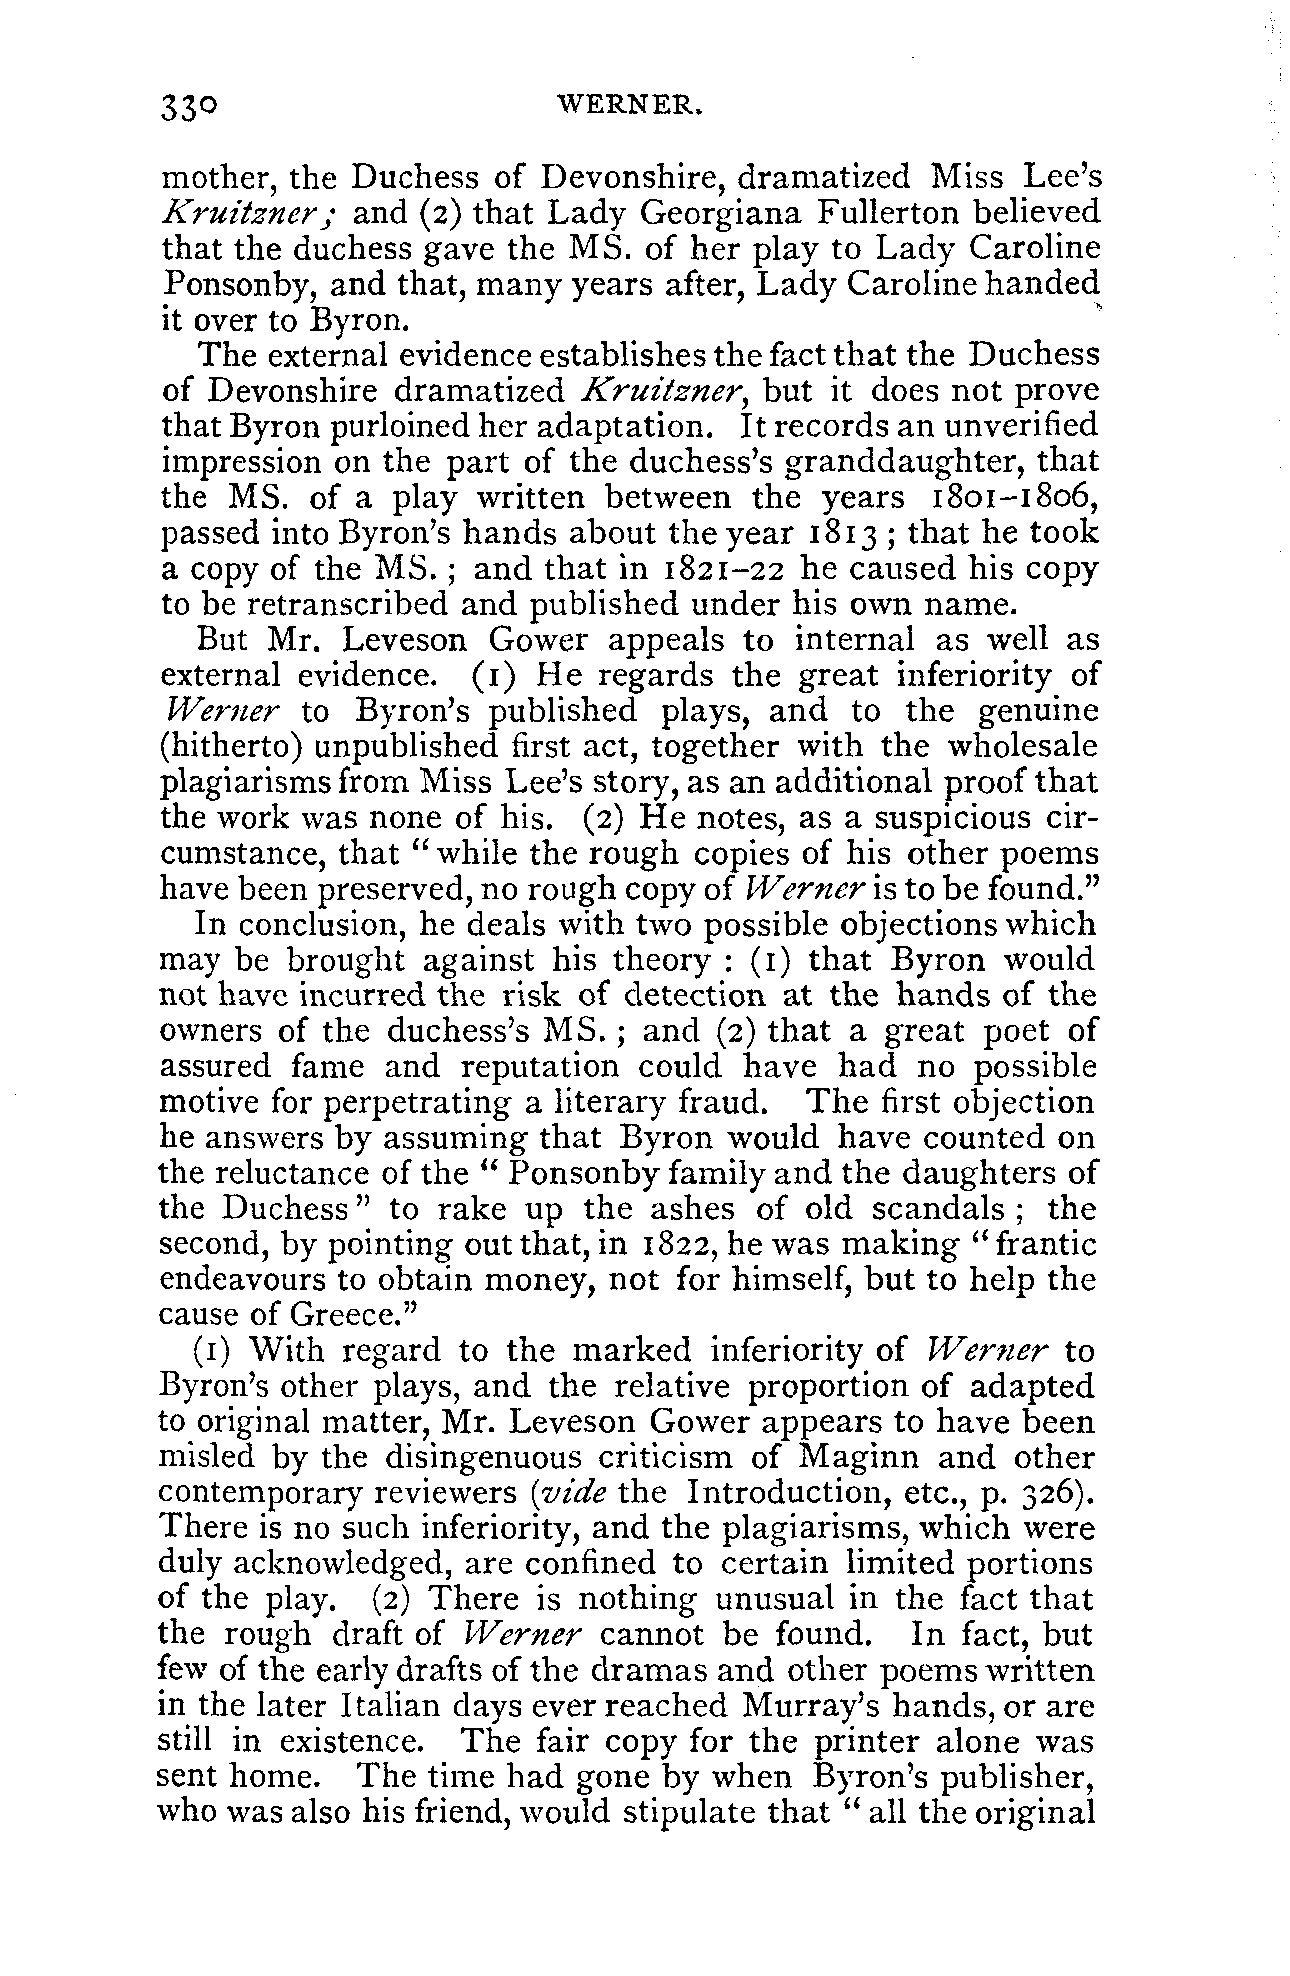 330 WERNER.
mother, the Duchess of Devonshire, dramatized Miss Lee's
Kruitzner; and (2) that Lady Georgiana Fullerton believed
that the duchess gave the MS. of her play to Lady Caroline
Ponsonby, and that, many years after, Lady Caroline handed
it over to Byron.
The external evidence establishes the fact that the Duchess
of Devonshire dramatized Kruitzner, but it does not prove
that Byron purloined her adaptation. It records an unverified
impression on the part of the duchess's granddaughter, that
the MS. of a play written between the years 1801–1806,
passed into Byron's hands about the year 1813; that he took
a copy of the MS.; and that in 1821–22 he caused his copy
to be retranscribed and published under his own name.
But Mr. Leveson Gower appeals to internal as well as
external evidence. (1) He regards the great inferiority of
Werner to Byron's published plays, and to the genuine
(hitherto) unpublished first act, together with the wholesale
plagiarisms from Miss Lee's story, as an additional proof that
the work was none of his. (2) He notes, as a suspicious cir-
cumstance, that "while the rough copies of his other poems
have been preserved, no rough copy of Werner is to be found."
In conclusion, he deals with two possible objections which
may be brought against his theory: (1) that Byron would
not have incurred the risk of detection at the hands of the
owners of the duchess's MS.; and (2) that a great poet of
assured fame and reputation could have had no possible
motive for perpetrating a literary fraud. The first objection
he answers by assuming that Byron would have counted on
the reluctance of the "Ponsonby family and the daughters of
the Duchess" to rake up the ashes of old scandals; the
second, by pointing out that, in 1822, he was making "frantic
endeavours to obtain money, not for himself, but to help the
cause of Greece."
(1) With regard to the marked inferiority of Werner to
Byron's other plays, and the relative proportion of adapted
to original matter, Mr. Leveson Gower appears to have been
misled by the disingenuous criticism of Maginn and other
contemporary reviewers (vide the Introduction, etc., p. 326).
There is no such inferiority, and the plagiarisms, which were
duly acknowledged, are confined to certain limited portions
of the play. (2) There is nothing unusual in the fact that
the rough draft of Werner cannot be found. In fact, but
few of the early drafts of the dramas and other poems written
in the later Italian days ever reached Murray's hands, or are
still in existence. The fair copy for the printer alone was
sent home. The time had gone by when Byron's publisher,
who was also his friend, would stipulate that "all the original